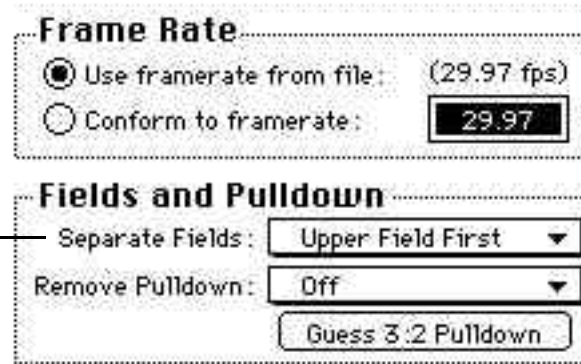 Frame Rate
Use framerate from file: (29.97 fps)
Conform to framerate: 29.97
Fields and Pulldown
Separate Fields: Upper Field First
Remove Pulldown: Off
Guess 3:2 Pulldown